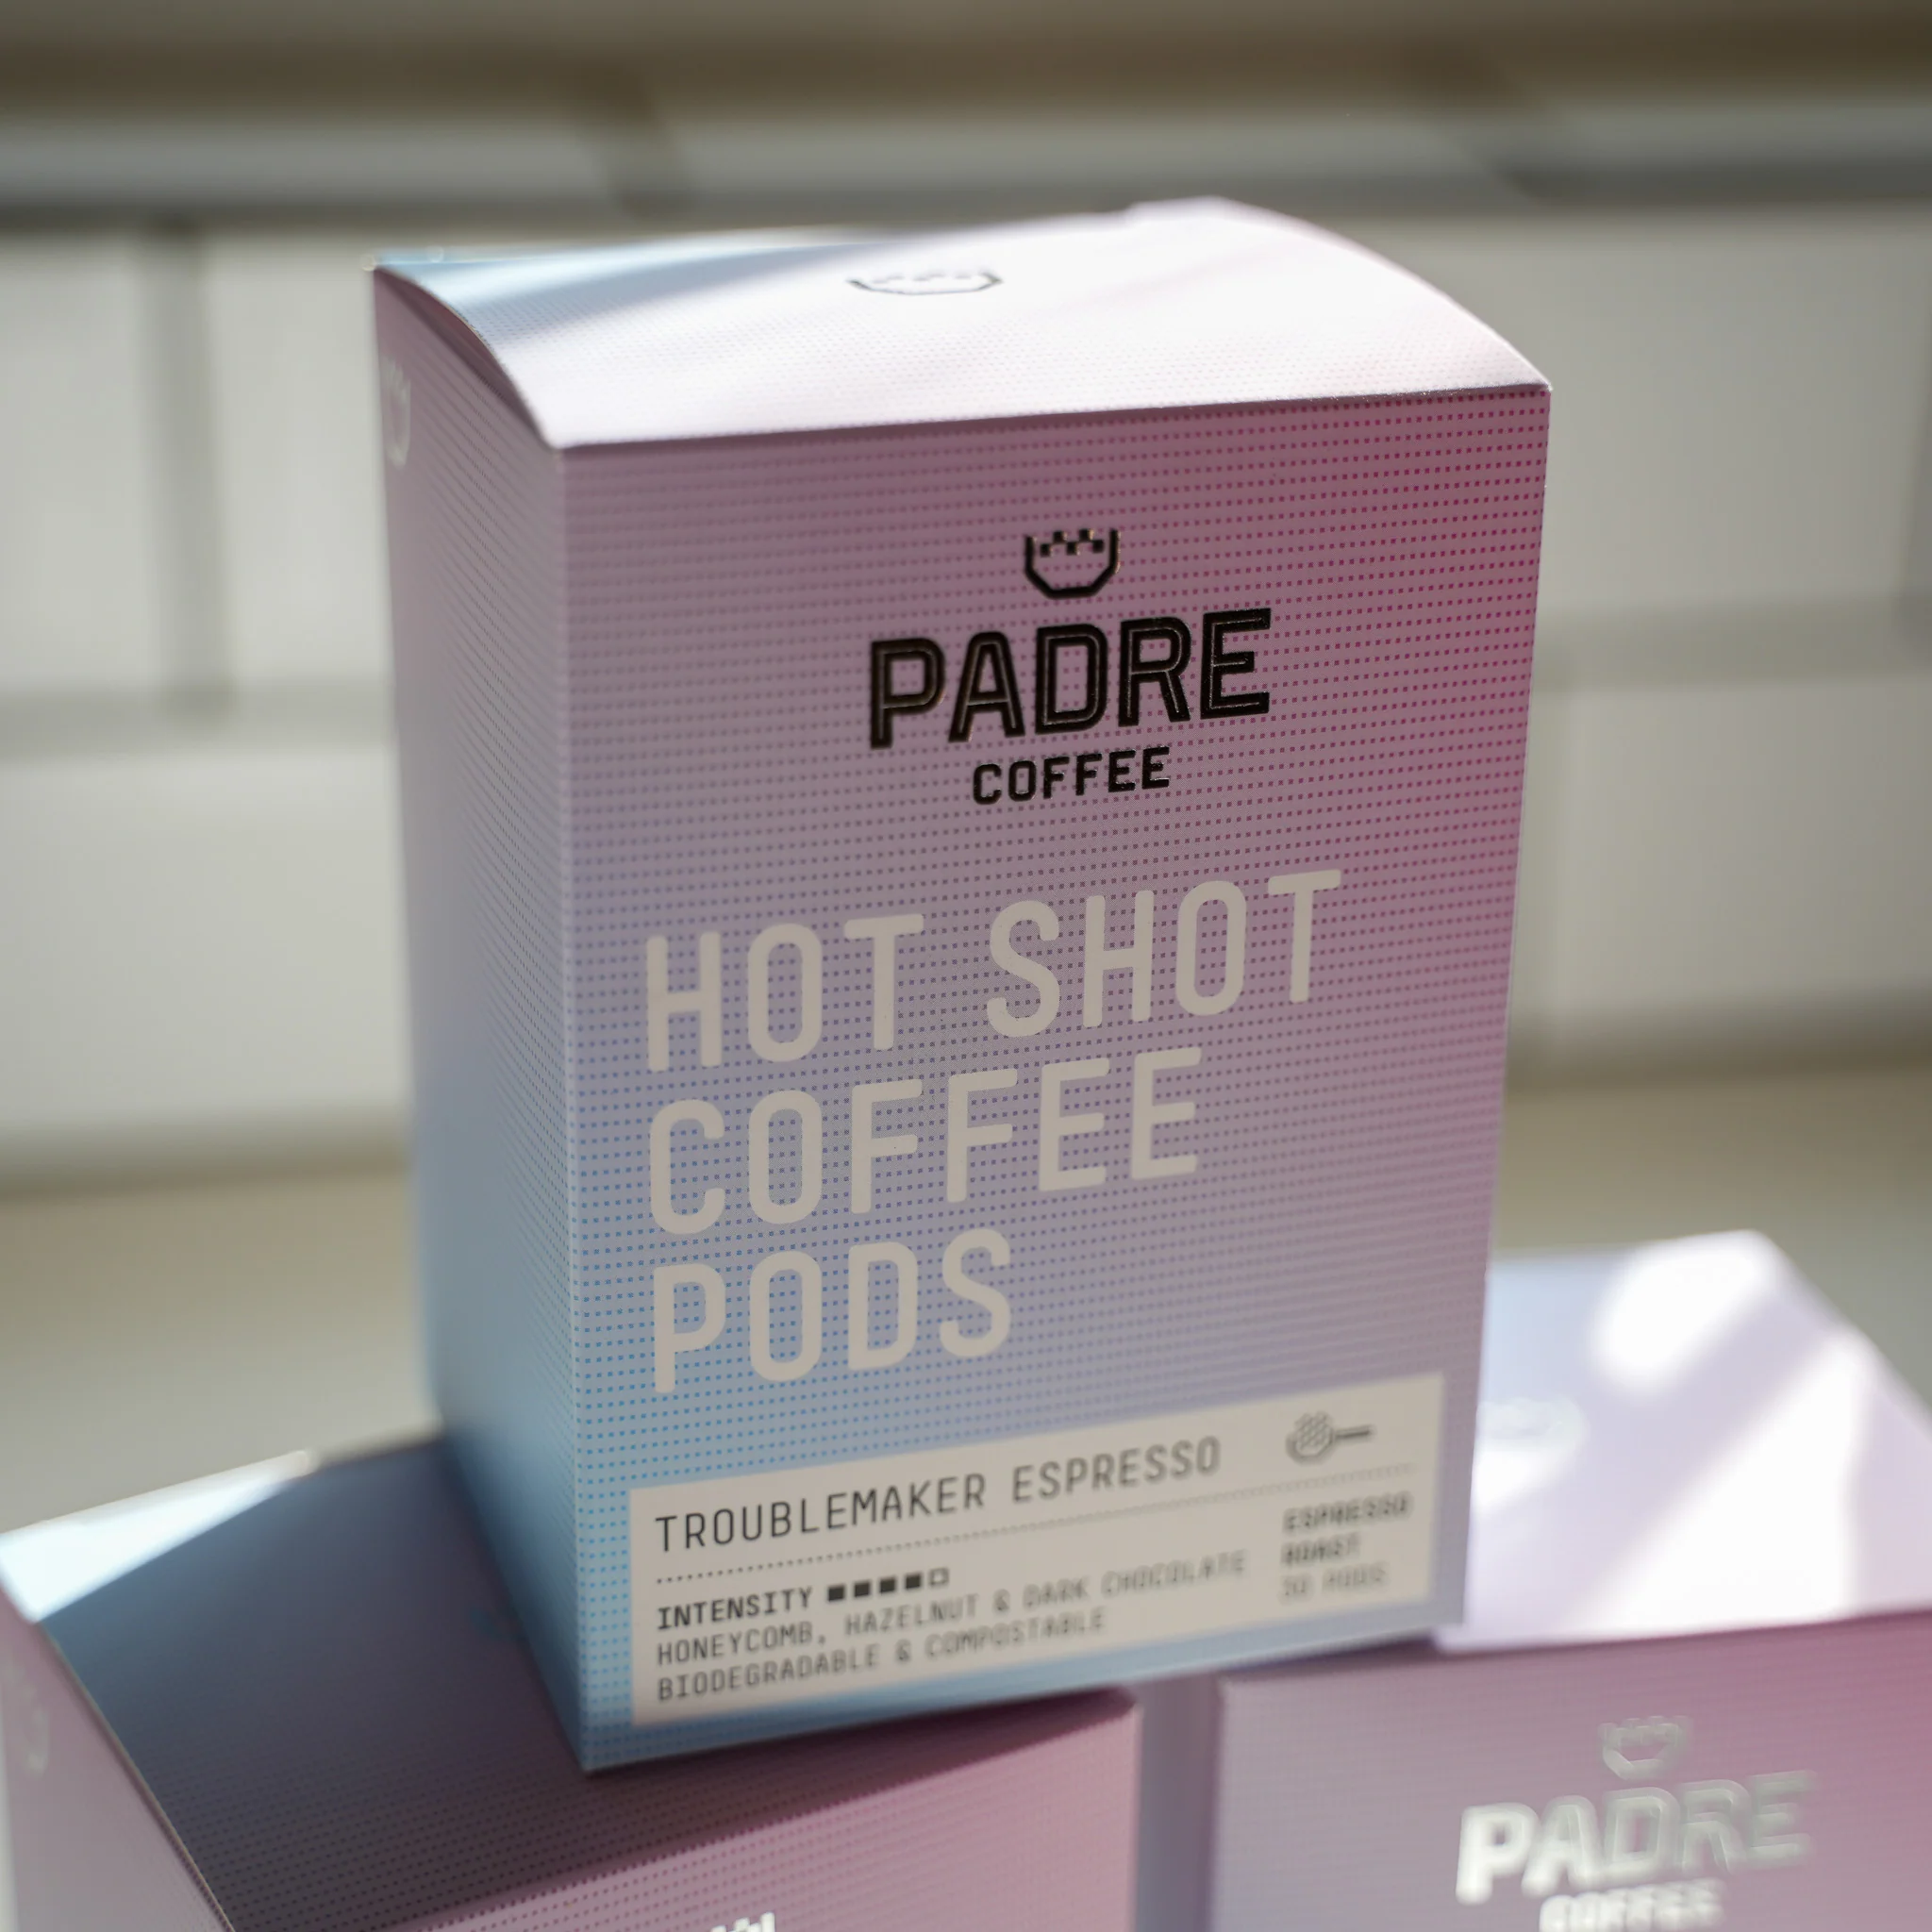 PADRE
COFFEE
HOT SHOT
COFFEE
PODS
TROUBLEMAKER ESPRESSO
INTENSITY
HONEYCOMB, HAZELNUT & DARK CHOCOLATE
BIODEGRADABLE & COMPOSTABLE
ESPRESSO
ROAST
PODS
PADRE
COFFEE